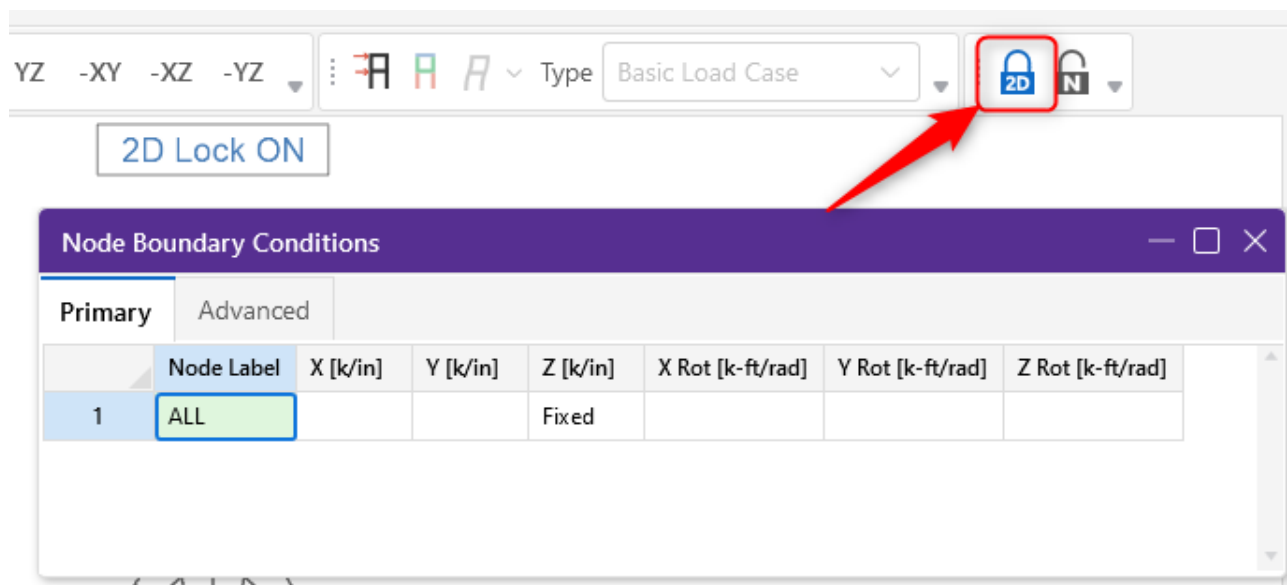 YZ -XY -XZ -YZ Type Basic Load Case 2D N
2D Lock ON
Node Boundary Conditions
Primary Advanced
Node Label X [k/in] Y [k/in] Z [k/in] X Rot [k-ft/rad] Y Rot [k-ft/rad] Z Rot [k-ft/rad]
1 ALL Fixed